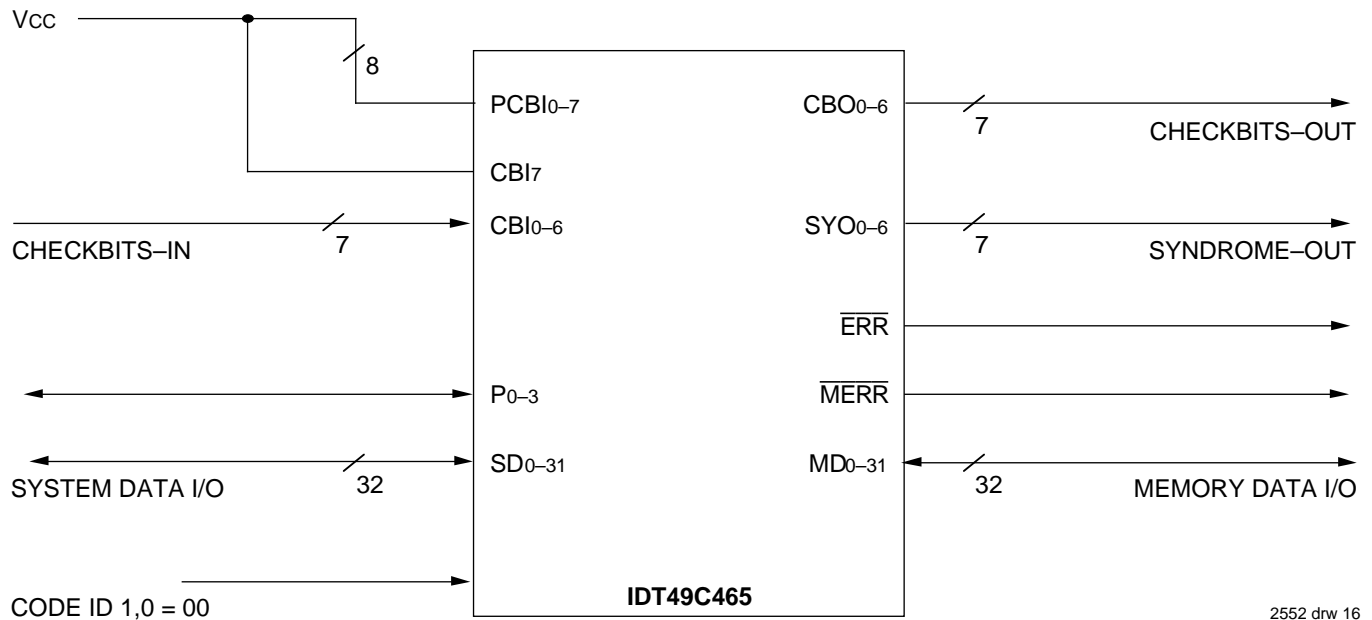 Vcc
8
PCBI0–7
CBO0–6
7
CHECKBITS–OUT
CBI7
CBI0–6
7
CHECKBITS–IN
SYO0–6
7
SYNDROME–OUT
ERR
P0–3
MERR
SD0–31
32
SYSTEM DATA I/O
MD0–31
32
MEMORY DATA I/O
CODE ID 1,0 = 00
IDT49C465
2552 drw 16